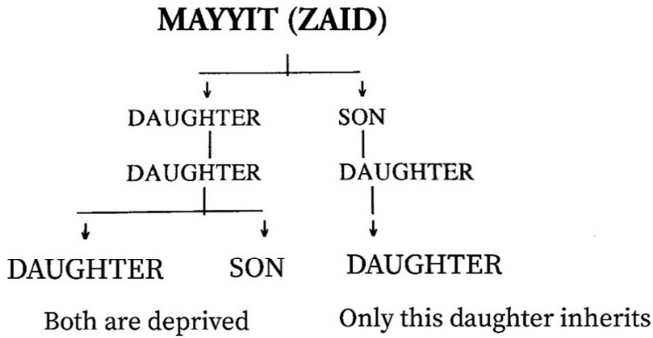 MAYYIT (ZAID)
DAUGHTER SON
DAUGHTER DAUGHTER
DAUGHTER SON DAUGHTER
Both are deprived Only this daughter inherits